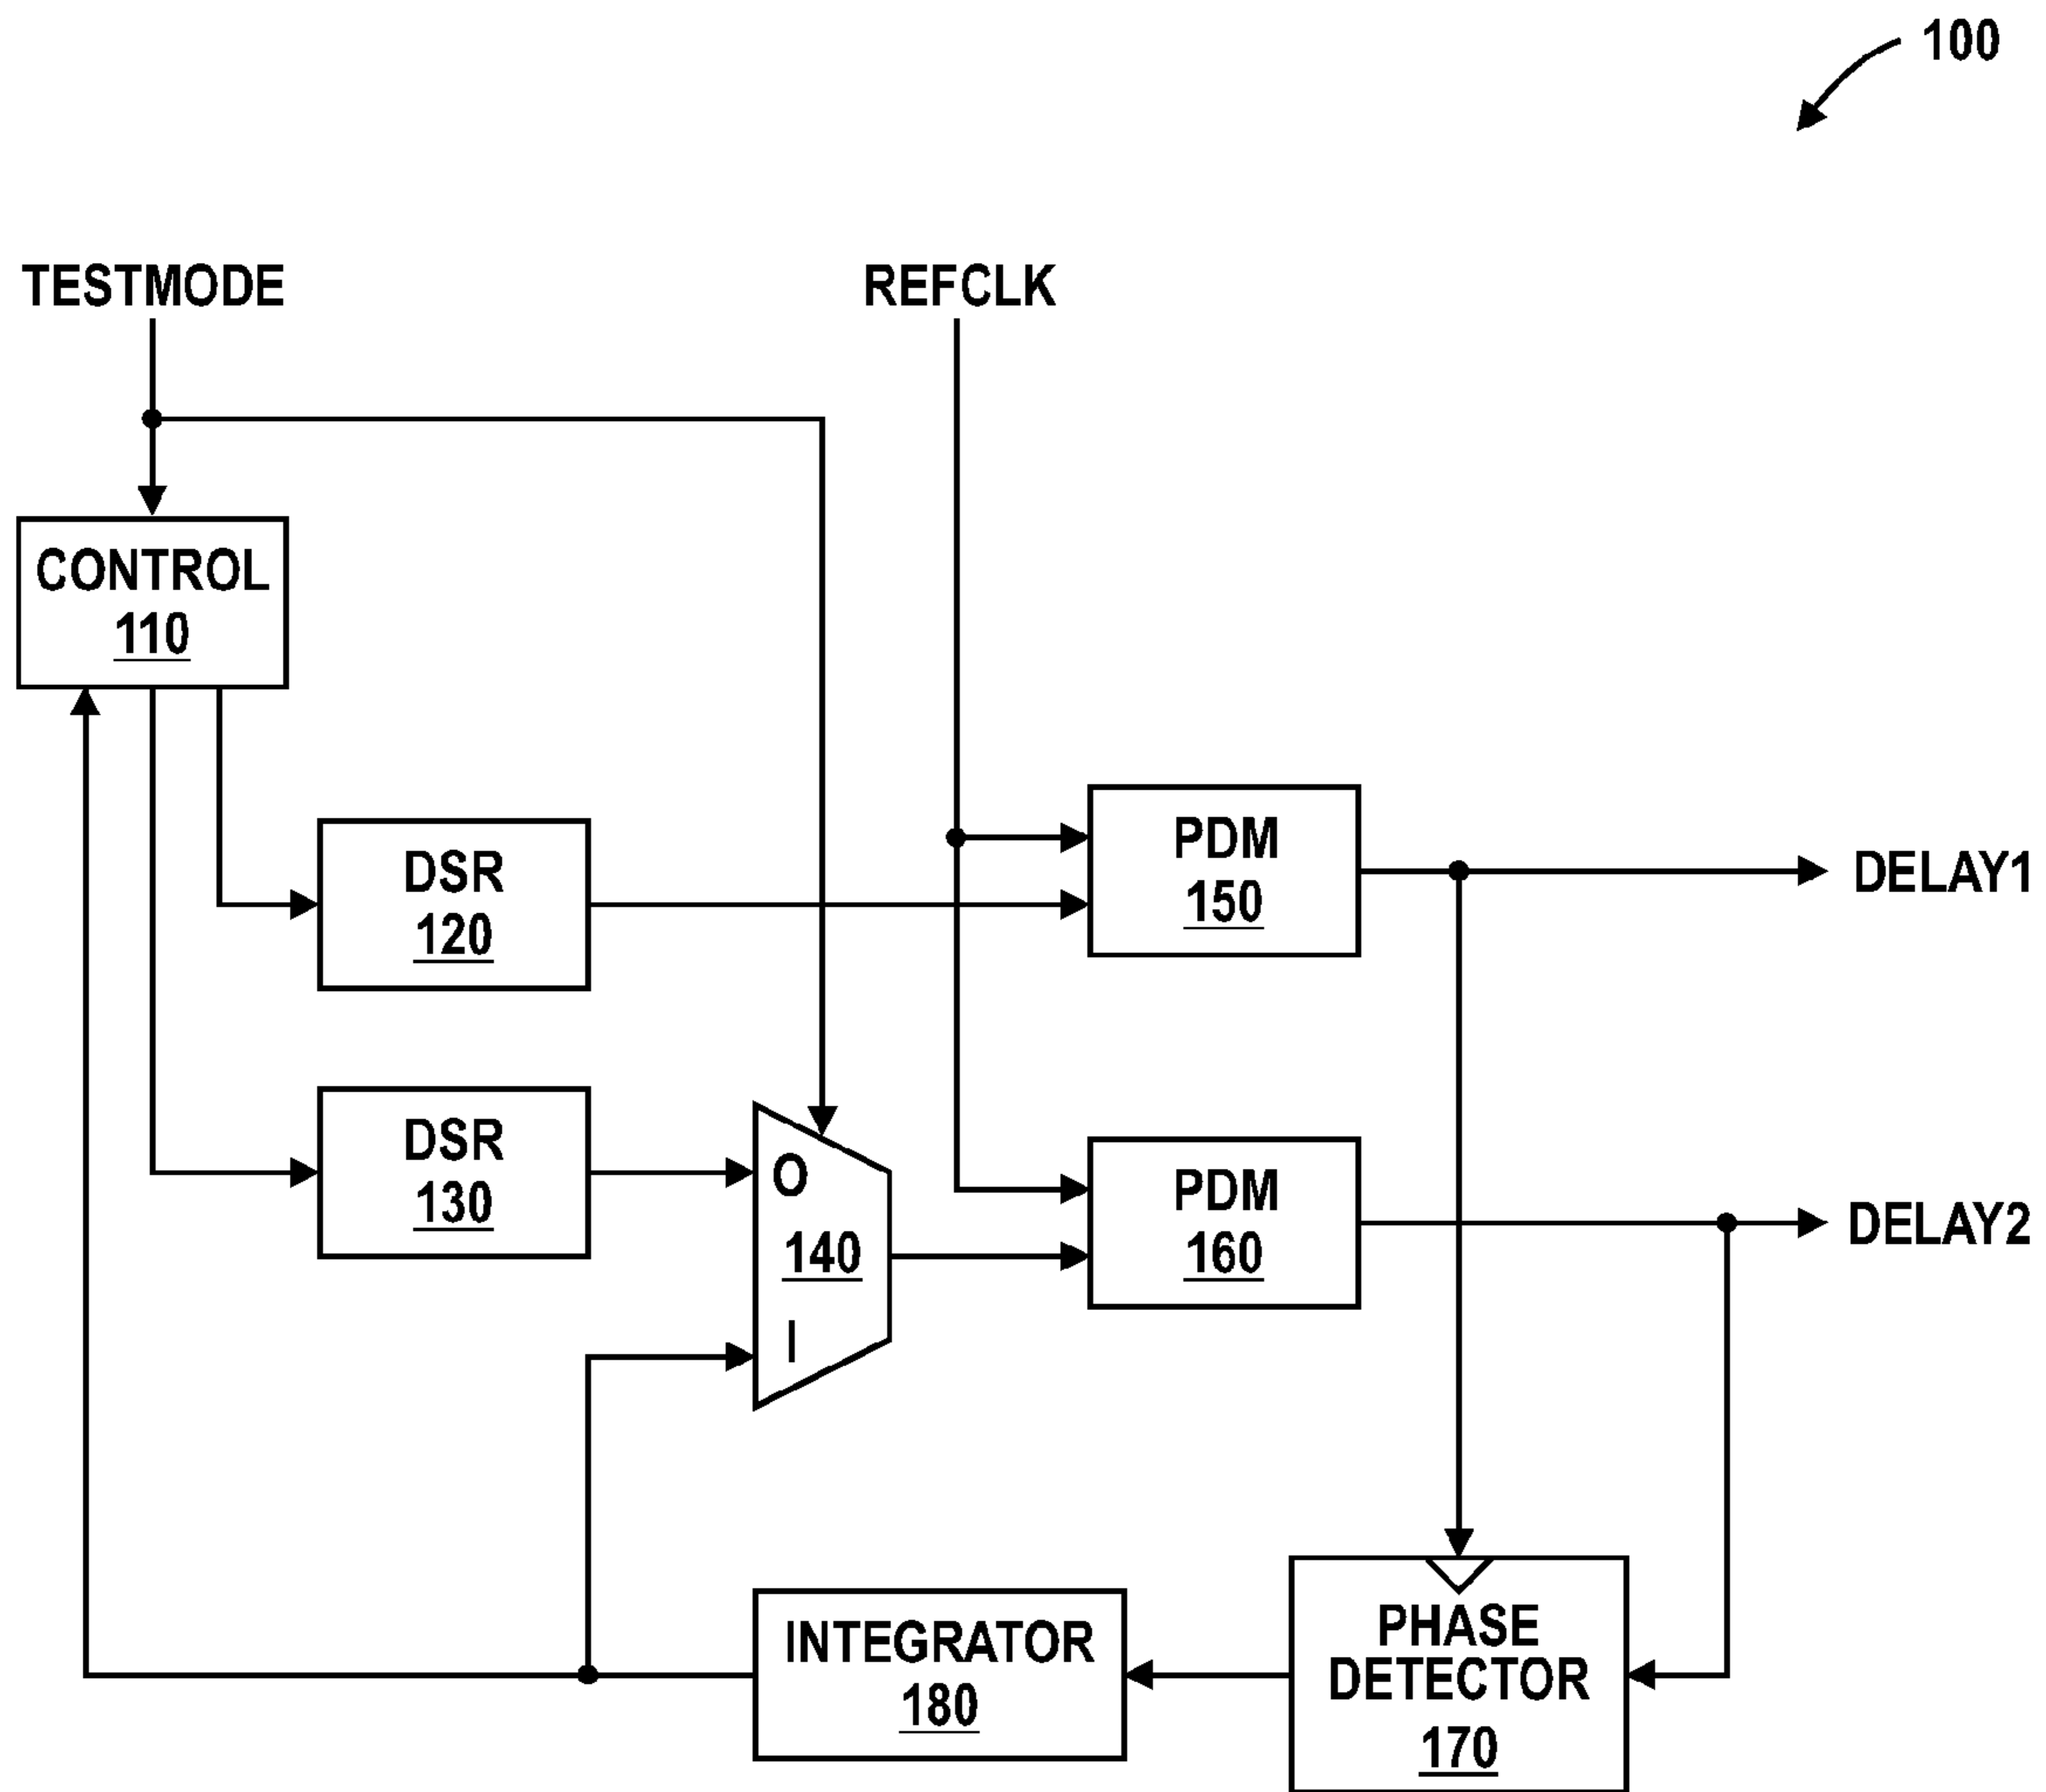 100
TESTMODE
REFCLK
CONTROL
110
PDM
150
DELAY1
DSR
120
DSR
130
O
140
I
PDM
160
DELAY2
INTEGRATOR
180
PHASE
DETECTOR
170